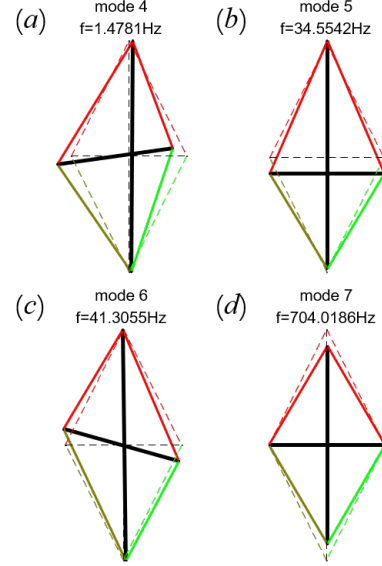 (a) mode 4
f=1.4781Hz
(b) mode 5
f=34.5542Hz
(c) mode 6
f=41.3055Hz
(d) mode 7
f=704.0186Hz